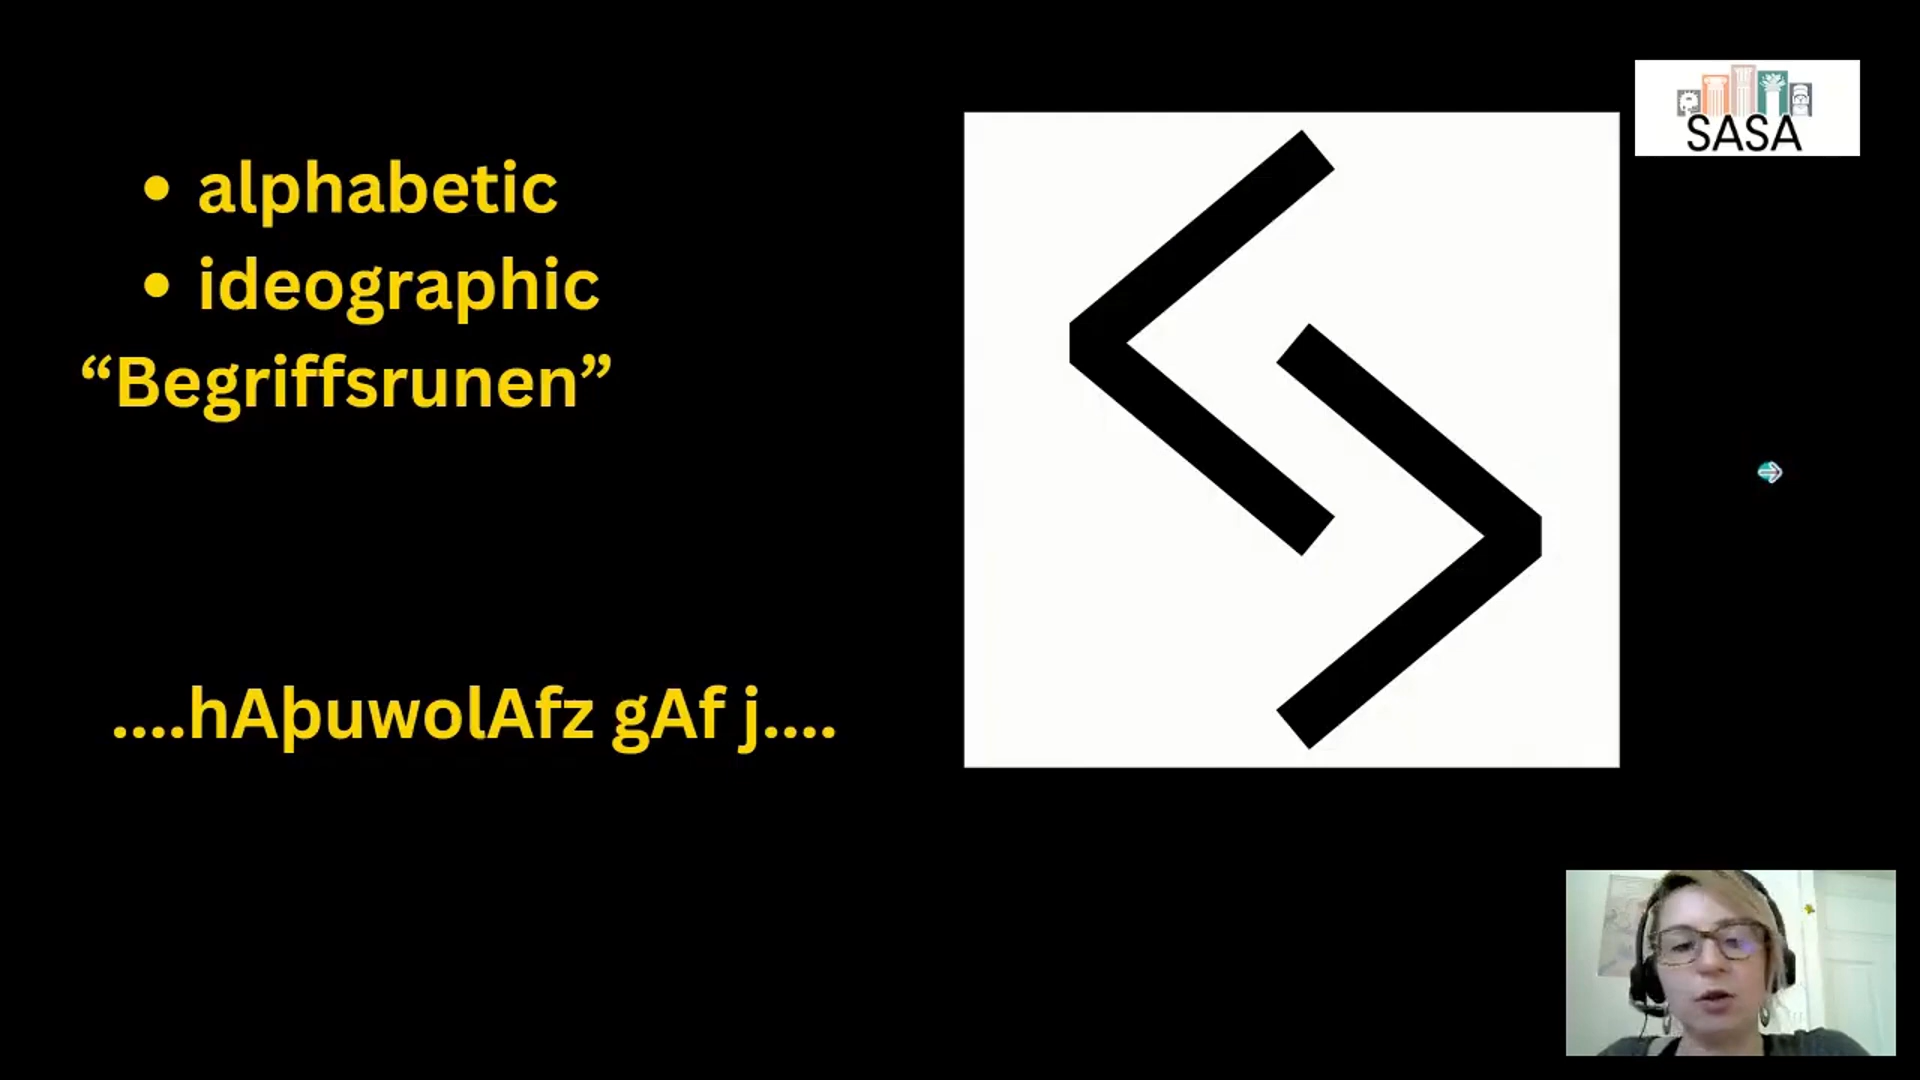 • alphabetic
• ideographic
“Begriffsrunen”
....hAþuwolAfz gAf j....
SASA